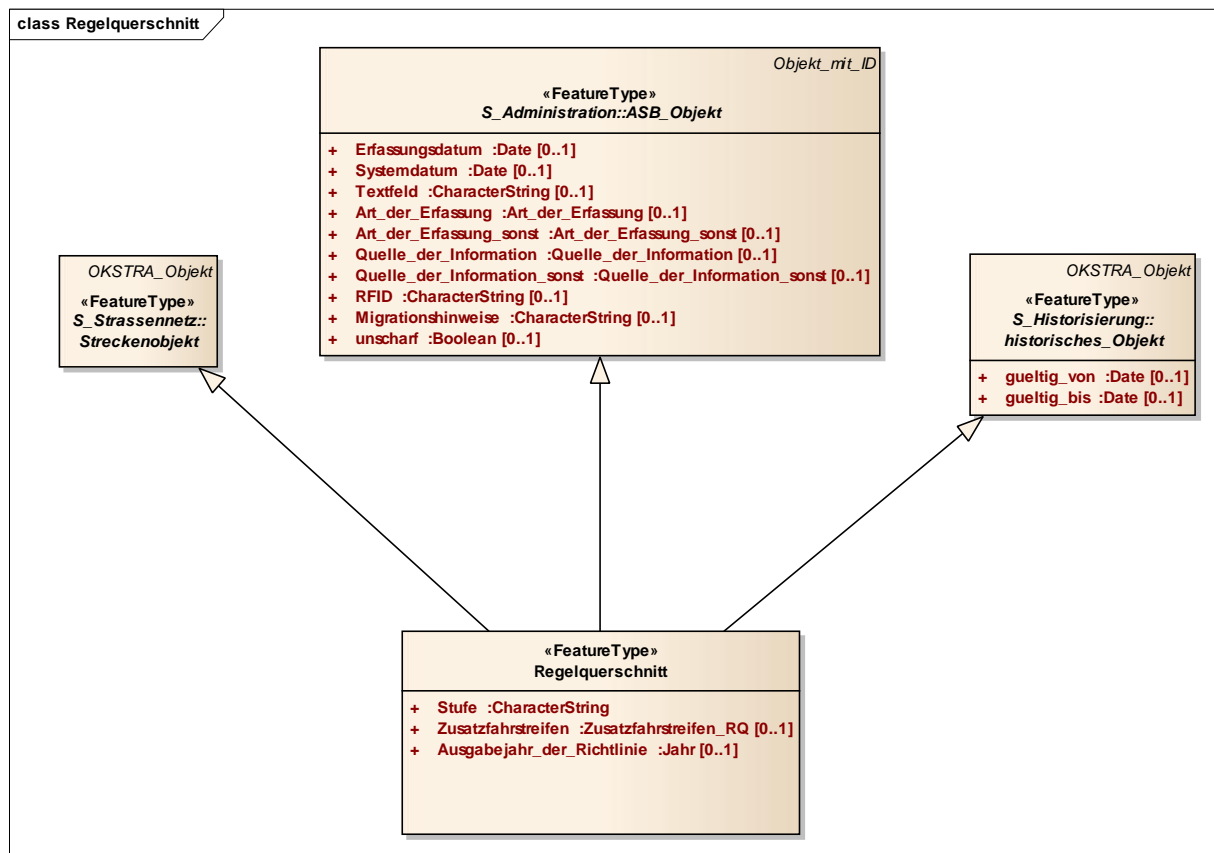 class Regelquerschnitt
Objekt_mit_ID
«FeatureType»
S_Administration::ASB_Objekt
+ Erfassungsdatum :Date [0..1]
+ Systemdatum :Date [0..1]
+ Textfeld :CharacterString [0..1]
+ Art_der_Erfassung :Art_der_Erfassung [0..1]
+ Art_der_Erfassung_sonst :Art_der_Erfassung_sonst [0..1]
+ Quelle_der_Information :Quelle_der_Information [0..1]
+ Quelle_der_Information_sonst :Quelle_der_Information_sonst [0..1]
+ RFID :CharacterString [0..1]
+ Migrationshinweise :CharacterString [0..1]
+ unscharf :Boolean [0..1]
OKSTRA_Objekt
«FeatureType»
S_Strassennetz::
Streckenobjekt
OKSTRA_Objekt
«FeatureType»
S_Historisierung::
historisches_Objekt
+ gueltig_von :Date [0..1]
+ gueltig_bis :Date [0..1]
«FeatureType»
Regelquerschnitt
+ Stufe :CharacterString
+ Zusatzfahrstreifen :Zusatzfahrstreifen_RQ [0..1]
+ Ausgabejahr_der_Richtlinie :Jahr [0..1]